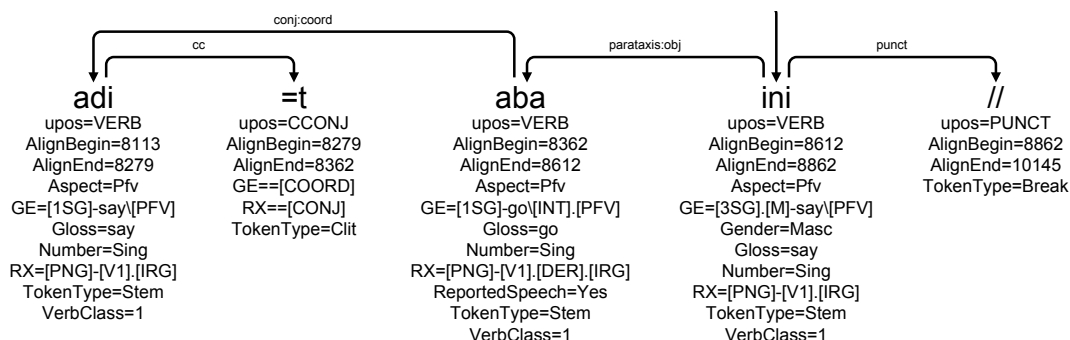 conj:coord
cc parataxis:obj punct
adi =t aba ini //
upos=VERB upos=CCONJ upos=VERB upos=VERB upos=PUNCT
AlignBegin=8113 AlignBegin=8279 AlignBegin=8362 AlignBegin=8612 AlignBegin=8862
AlignEnd=8279 AlignEnd=8362 AlignEnd=8612 AlignEnd=8862 AlignEnd=10145
Aspect=Pfv GE==[COORD] Aspect=Pfv Aspect=Pfv TokenType=Break
GE=[1SG]-say\[PFV] RX==[CONJ] GE=[1SG]-go\[INT].[PFV] GE=[3SG].[M]-say\[PFV]
Gloss=say TokenType=Clit Gloss=go Gender=Masc
Number=Sing Number=Sing Gloss=say
RX=[PNG]-[V1].[IRG] RX=[PNG]-[V1].[DER].[IRG] Number=Sing
TokenType=Stem ReportedSpeech=Yes RX=[PNG]-[V1].[IRG]
VerbClass=1 TokenType=Stem TokenType=Stem
VerbClass=1 VerbClass=1